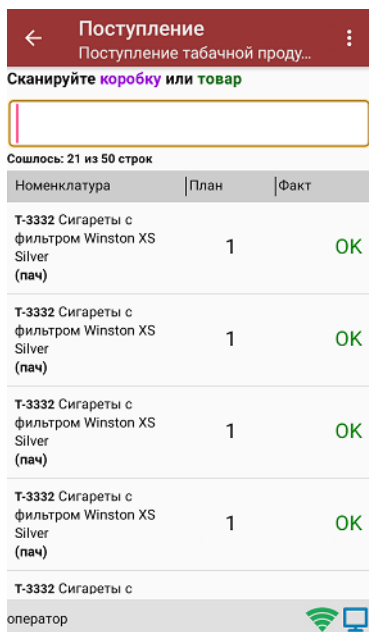 Поступление
Поступление табачной проду...
Сканируйте коробку или товар
Сошлось: 21 из 50 строк
Номенклатура План Факт
Т-3332 Сигареты с
фильтром Winston XS
Silver
(пач)
1 OK
Т-3332 Сигареты с
фильтром Winston XS
Silver
(пач)
1 OK
Т-3332 Сигареты с
фильтром Winston XS
Silver
(пач)
1 OK
Т-3332 Сигареты с
фильтром Winston XS
Silver
(пач)
1 OK
Т-3332 Сигареты с
оператор